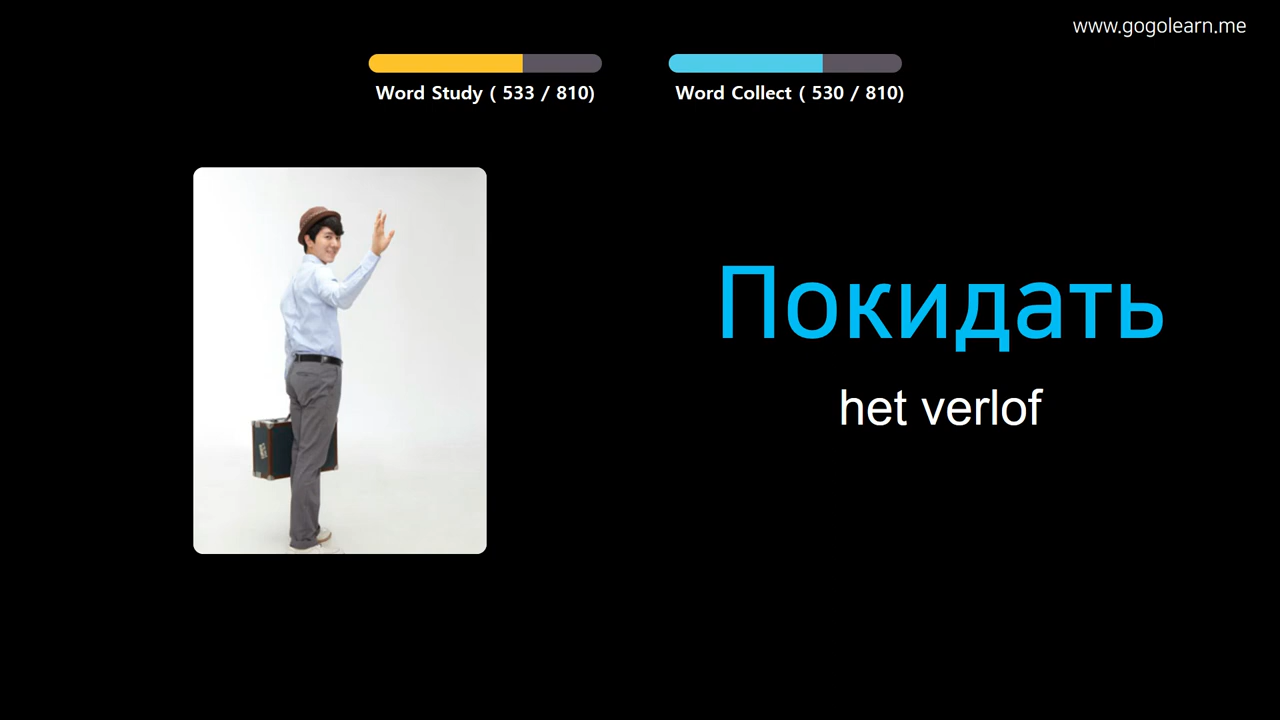 www.gogolearn.me
Word Study ( 533 / 810)
Word Collect ( 530 / 810)
Покидать
het verlof